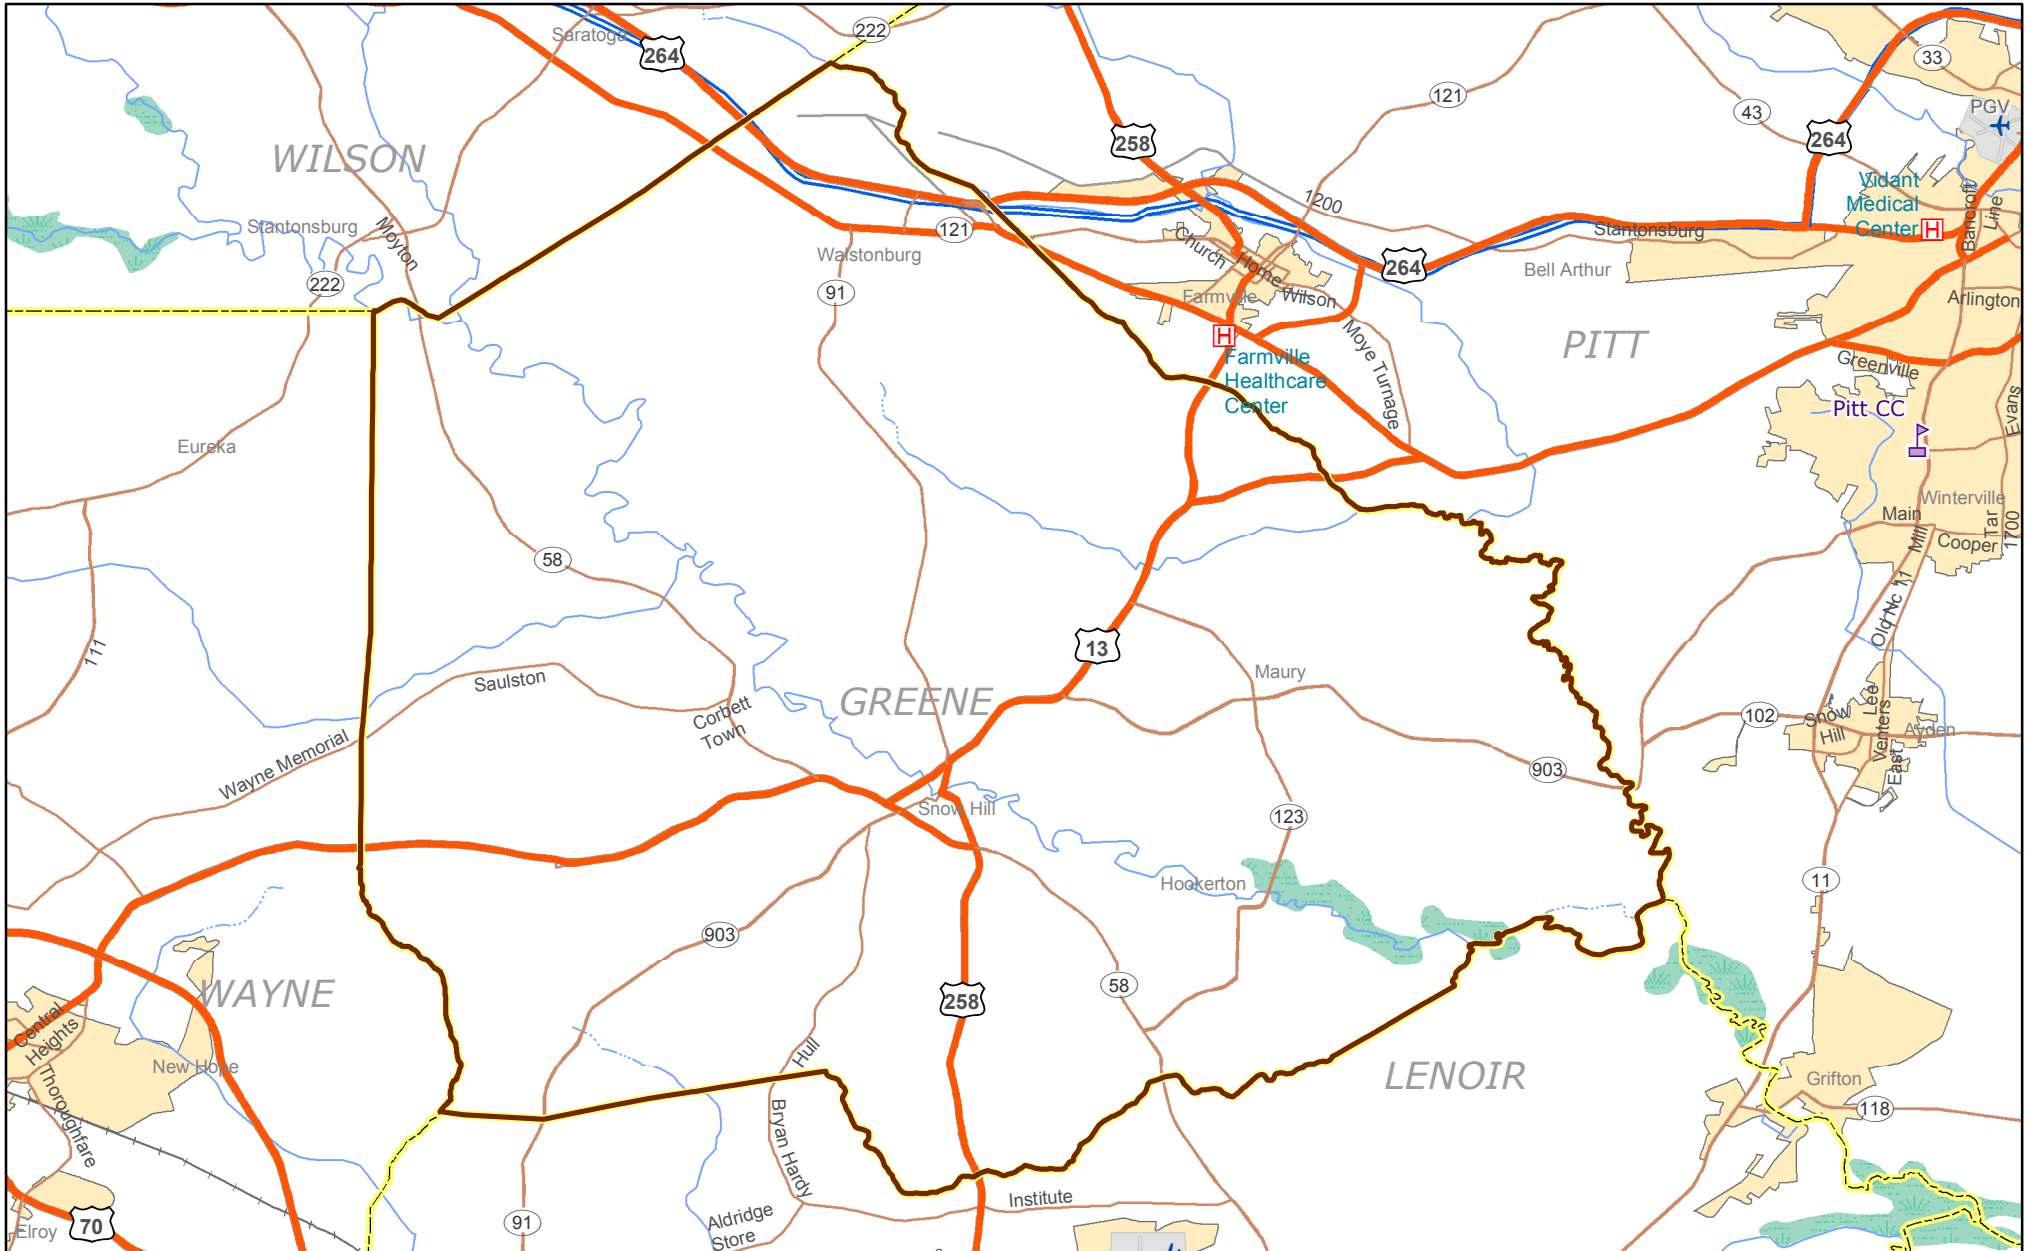 222
Saratoga
264
33
121
43
PGV
258
264
WILSON
Vidant
Medical
Center
H
Bancroft
Line
1200
Stantonsburg
Moyton
121
Church
Stantonsburg
Walstonburg
Home
264
Bell Arthur
222
91
Farmville
Wilson
Arlington
H
Moye Turnage
PITT
Farmville
Healthcare
Center
Greenville
Pitt CC
Evans
Eureka
Winterville
Main
Mill
Tar
1700
Cooper
58
Old Nc 11
111
13
Maury
Saulston
GREENE
Corbett
Town
Lee
Venters
102
Snow
Hill
Ayden
East
Wayne Memorial
903
Snow Hill
123
11
Hookerton
903
WAYNE
58
258
Central
Heights
Hull
New Hope
LENOIR
Grifton
Thoroughfare
118
Bryan Hardy
Institute
Aldridge
Store
91
70
Elroy